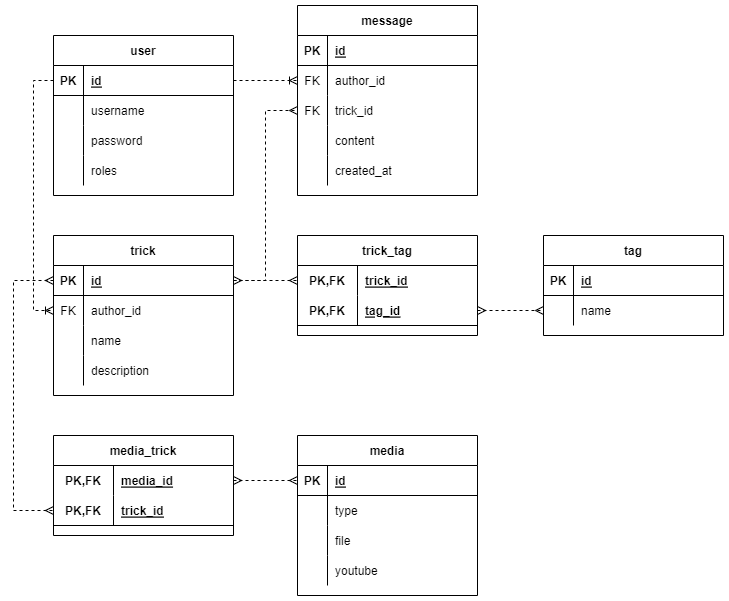 user
PK id
username
password
roles
message
PK id
FK author_id
FK trick_id
content
created_at
trick
PK id
FK author_id
name
description
trick_tag
PK,FK trick_id
PK,FK tag_id
tag
PK id
name
media_trick
PK,FK media_id
PK,FK trick_id
media
PK id
type
file
youtube